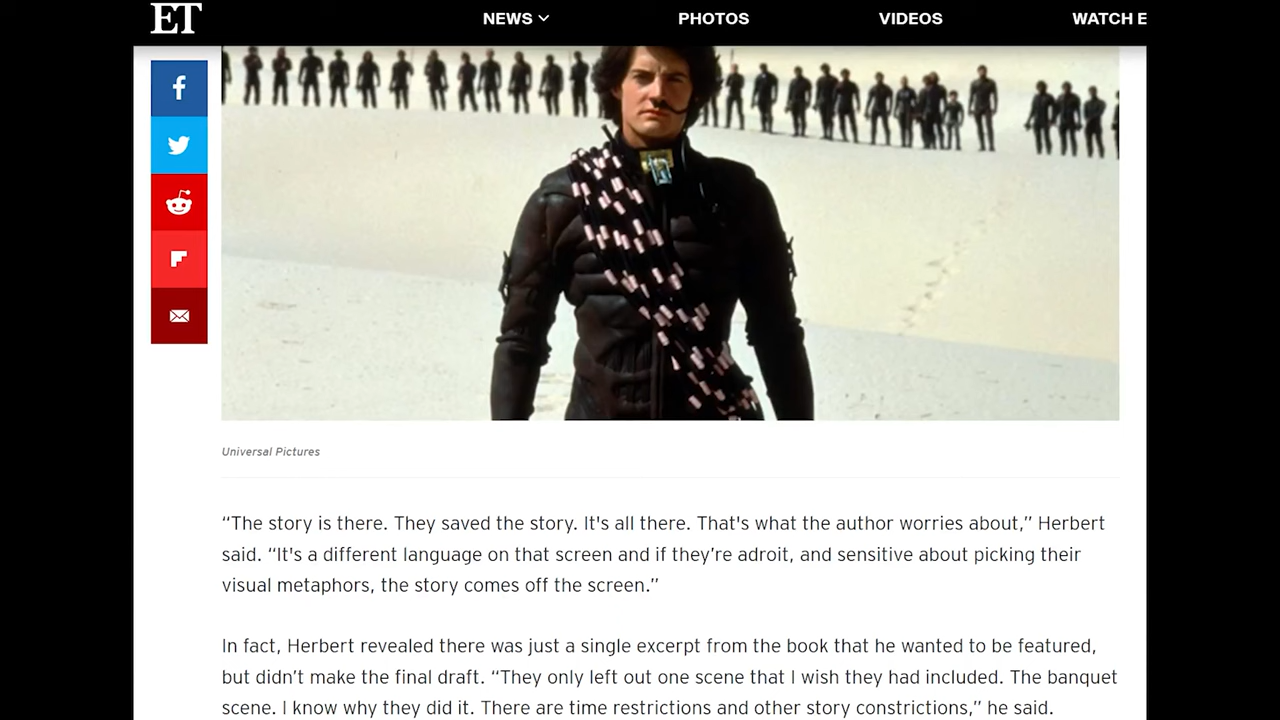 ET NEWS PHOTOS VIDEOS WATCH E
Universal Pictures
“The story is there. They saved the story. It's all there. That's what the author worries about,” Herbert
said. “It's a different language on that screen and if they’re adroit, and sensitive about picking their
visual metaphors, the story comes off the screen.”
In fact, Herbert revealed there was just a single excerpt from the book that he wanted to be featured,
but didn’t make the final draft. “They only left out one scene that I wish they had included. The banquet
scene. I know why they did it. There are time restrictions and other story constrictions,” he said.